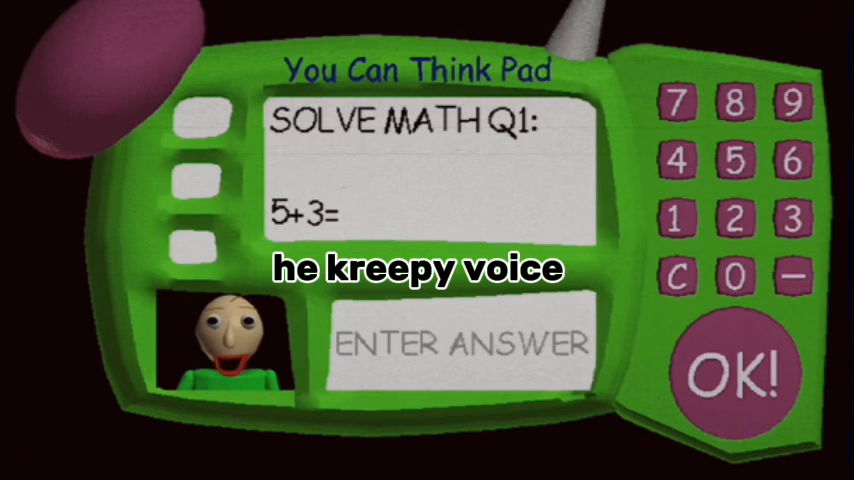 You Can Think Pad
SOLVE MATH Q1:
5+3=
he kreepy voice
ENTER ANSWER
7 8 9
4 5 6
1 2 3
C 0 −
OK!